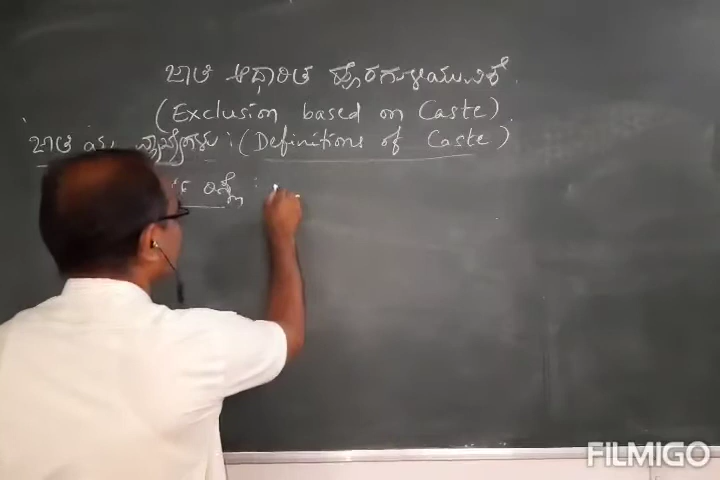 ಜಾತಿ ಆಧಾರಿತ ಹೊರಗುಳಿಯುವಿಕೆ.
(Exclusion based on Caste).
ಜಾತಿಯ ವ್ಯಾಖ್ಯೆಗಳು : (Definitions of Caste)
ರಿಸ್ಲೆ :
FILMIGO